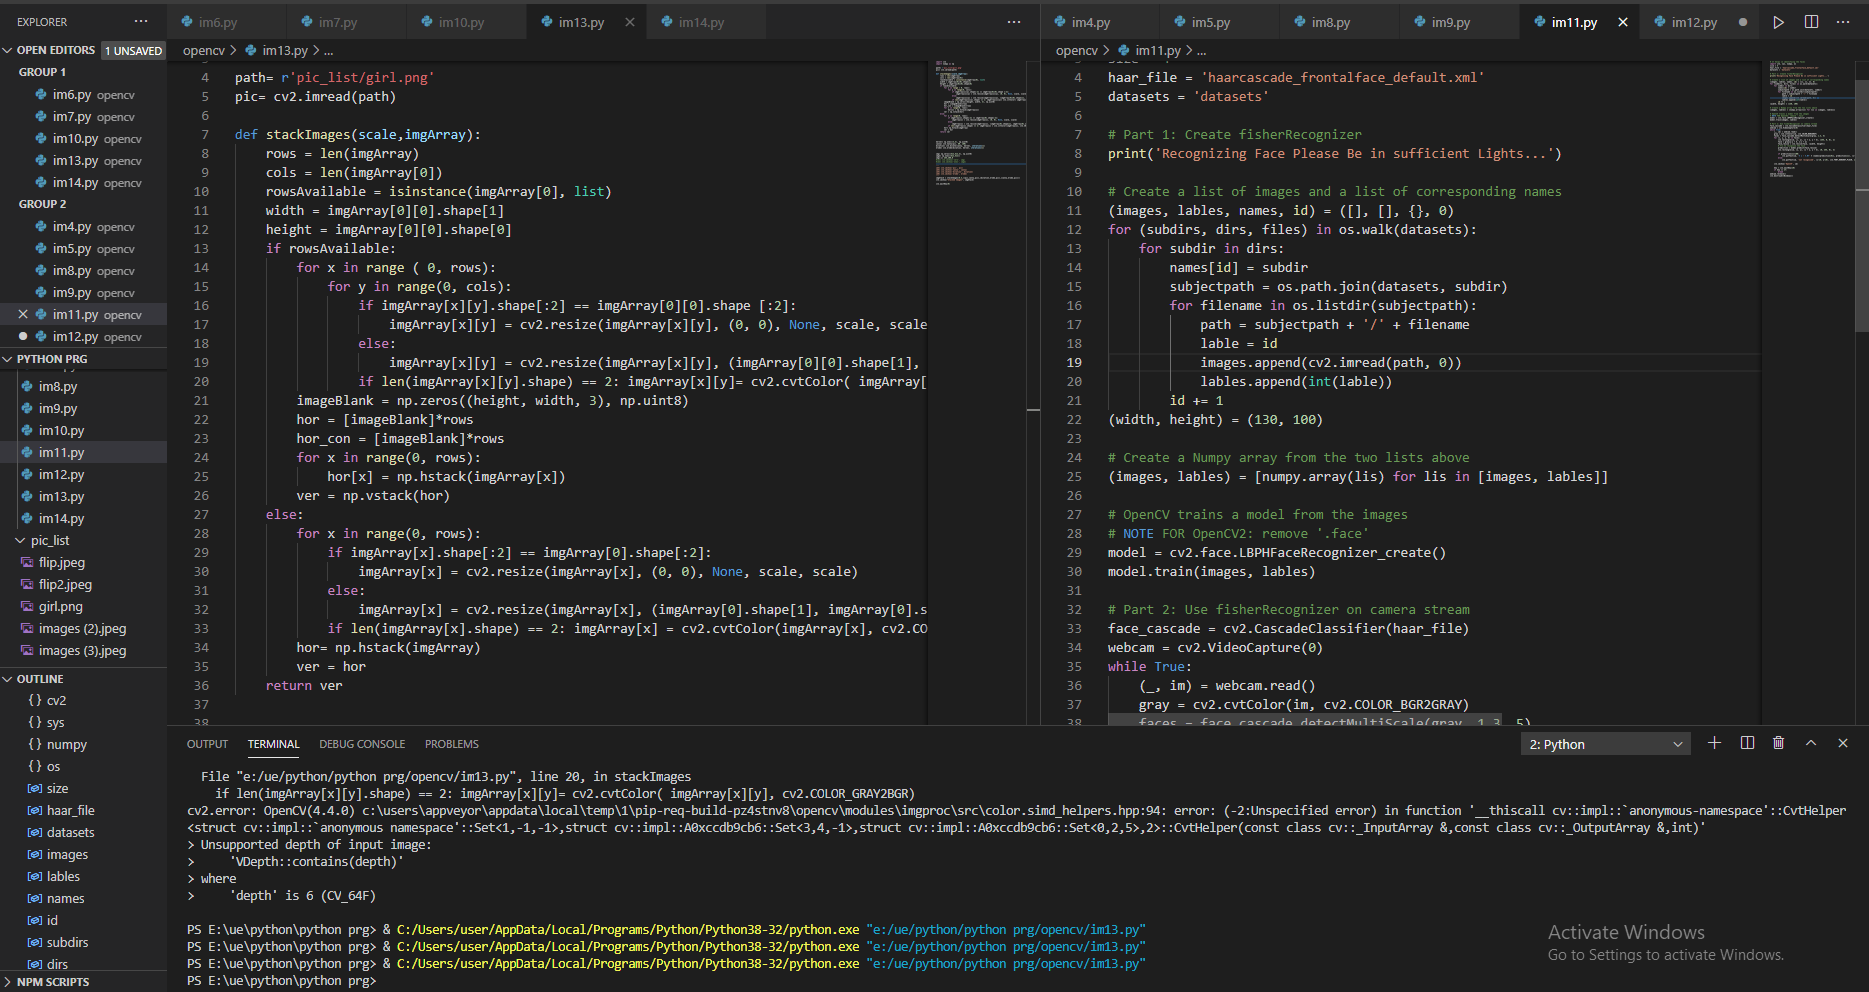 EXPLORER
···
OPEN EDITORS 1 UNSAVED
GROUP 1
im6.py opencv
im7.py opencv
im10.py opencv
im13.py opencv
im14.py opencv
GROUP 2
im4.py opencv
im5.py opencv
im8.py opencv
im9.py opencv
im11.py opencv
im12.py opencv
PYTHON PRG
im8.py
im9.py
im10.py
im11.py
im12.py
im13.py
im14.py
pic_list
flip.jpeg
flip2.jpeg
girl.png
images (2).jpeg
images (3).jpeg
OUTLINE
{} cv2
{} sys
{} numpy
{} os
size
haar_file
datasets
images
lables
names
id
subdirs
dirs
NPM SCRIPTS
im6.py im7.py im10.py im13.py im14.py ···
opencv > im13.py > ...
4 path= r'pic_list/girl.png'
5 pic= cv2.imread(path)
6
7 def stackImages(scale,imgArray):
8 rows = len(imgArray)
9 cols = len(imgArray[0])
10 rowsAvailable = isinstance(imgArray[0], list)
11 width = imgArray[0][0].shape[1]
12 height = imgArray[0][0].shape[0]
13 if rowsAvailable:
14 for x in range ( 0, rows):
15 for y in range(0, cols):
16 if imgArray[x][y].shape[:2] == imgArray[0][0].shape [:2]:
17 imgArray[x][y] = cv2.resize(imgArray[x][y], (0, 0), None, scale, scale
18 else:
19 imgArray[x][y] = cv2.resize(imgArray[x][y], (imgArray[0][0].shape[1],
20 if len(imgArray[x][y].shape) == 2: imgArray[x][y]= cv2.cvtColor( imgArray[
21 imageBlank = np.zeros((height, width, 3), np.uint8)
22 hor = [imageBlank]*rows
23 hor_con = [imageBlank]*rows
24 for x in range(0, rows):
25 hor[x] = np.hstack(imgArray[x])
26 ver = np.vstack(hor)
27 else:
28 for x in range(0, rows):
29 if imgArray[x].shape[:2] == imgArray[0].shape[:2]:
30 imgArray[x] = cv2.resize(imgArray[x], (0, 0), None, scale, scale)
31 else:
32 imgArray[x] = cv2.resize(imgArray[x], (imgArray[0].shape[1], imgArray[0].s
33 if len(imgArray[x].shape) == 2: imgArray[x] = cv2.cvtColor(imgArray[x], cv2.CO
34 hor= np.hstack(imgArray)
35 ver = hor
36 return ver
37
38
im4.py im5.py im8.py im9.py im11.py im12.py ···
opencv > im11.py > ...
4 haar_file = 'haarcascade_frontalface_default.xml'
5 datasets = 'datasets'
6
7 # Part 1: Create fisherRecognizer
8 print('Recognizing Face Please Be in sufficient Lights...')
9
10 # Create a list of images and a list of corresponding names
11 (images, lables, names, id) = ([], [], {}, 0)
12 for (subdirs, dirs, files) in os.walk(datasets):
13 for subdir in dirs:
14 names[id] = subdir
15 subjectpath = os.path.join(datasets, subdir)
16 for filename in os.listdir(subjectpath):
17 path = subjectpath + '/' + filename
18 lable = id
19 images.append(cv2.imread(path, 0))
20 lables.append(int(lable))
21 id += 1
22 (width, height) = (130, 100)
23
24 # Create a Numpy array from the two lists above
25 (images, lables) = [numpy.array(lis) for lis in [images, lables]]
26
27 # OpenCV trains a model from the images
28 # NOTE FOR OpenCV2: remove '.face'
29 model = cv2.face.LBPHFaceRecognizer_create()
30 model.train(images, lables)
31
32 # Part 2: Use fisherRecognizer on camera stream
33 face_cascade = cv2.CascadeClassifier(haar_file)
34 webcam = cv2.VideoCapture(0)
35 while True:
36 (_, im) = webcam.read()
37 gray = cv2.cvtColor(im, cv2.COLOR_BGR2GRAY)
38 faces = face_cascade.detectMultiScale(gray, 1.3, 5)
OUTPUT TERMINAL DEBUG CONSOLE PROBLEMS 2: Python
File "e:/ue/python/python prg/opencv/im13.py", line 20, in stackImages
if len(imgArray[x][y].shape) == 2: imgArray[x][y]= cv2.cvtColor( imgArray[x][y], cv2.COLOR_GRAY2BGR)
cv2.error: OpenCV(4.4.0) c:\users\appveyor\appdata\local\temp\1\pip-req-build-pz4stnv8\opencv\modules\imgproc\src\color.simd_helpers.hpp:94: error: (-2:Unspecified error) in function '__thiscall cv::impl::`anonymous-namespace'::CvtHelper
<struct cv::impl::`anonymous namespace'::Set<1,-1,-1>,struct cv::impl::A0xccdb9cb6::Set<3,4,-1>,struct cv::impl::A0xccdb9cb6::Set<0,2,5>,2>::CvtHelper(const class cv::_InputArray &,const class cv::_OutputArray &,int)'
> Unsupported depth of input image:
> 'VDepth::contains(depth)'
> where
> 'depth' is 6 (CV_64F)
PS E:\ue\python\python prg> & C:/Users/user/AppData/Local/Programs/Python/Python38-32/python.exe "e:/ue/python/python prg/opencv/im13.py"
PS E:\ue\python\python prg> & C:/Users/user/AppData/Local/Programs/Python/Python38-32/python.exe "e:/ue/python/python prg/opencv/im13.py"
PS E:\ue\python\python prg> & C:/Users/user/AppData/Local/Programs/Python/Python38-32/python.exe "e:/ue/python/python prg/opencv/im13.py"
PS E:\ue\python\python prg>
Activate Windows
Go to Settings to activate Windows.